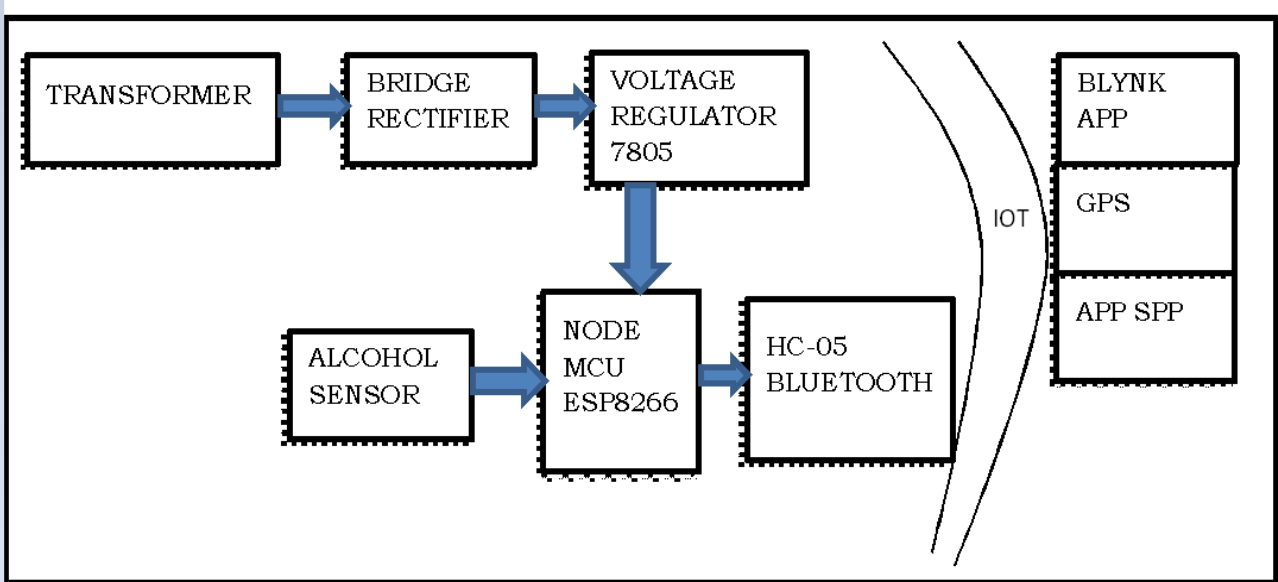 TRANSFORMER
BRIDGE
RECTIFIER
VOLTAGE
REGULATOR
7805
BLYNK
APP
GPS
APP SPP
IOT
ALCOHOL
SENSOR
NODE
MCU
ESP8266
HC-05
BLUETOOTH